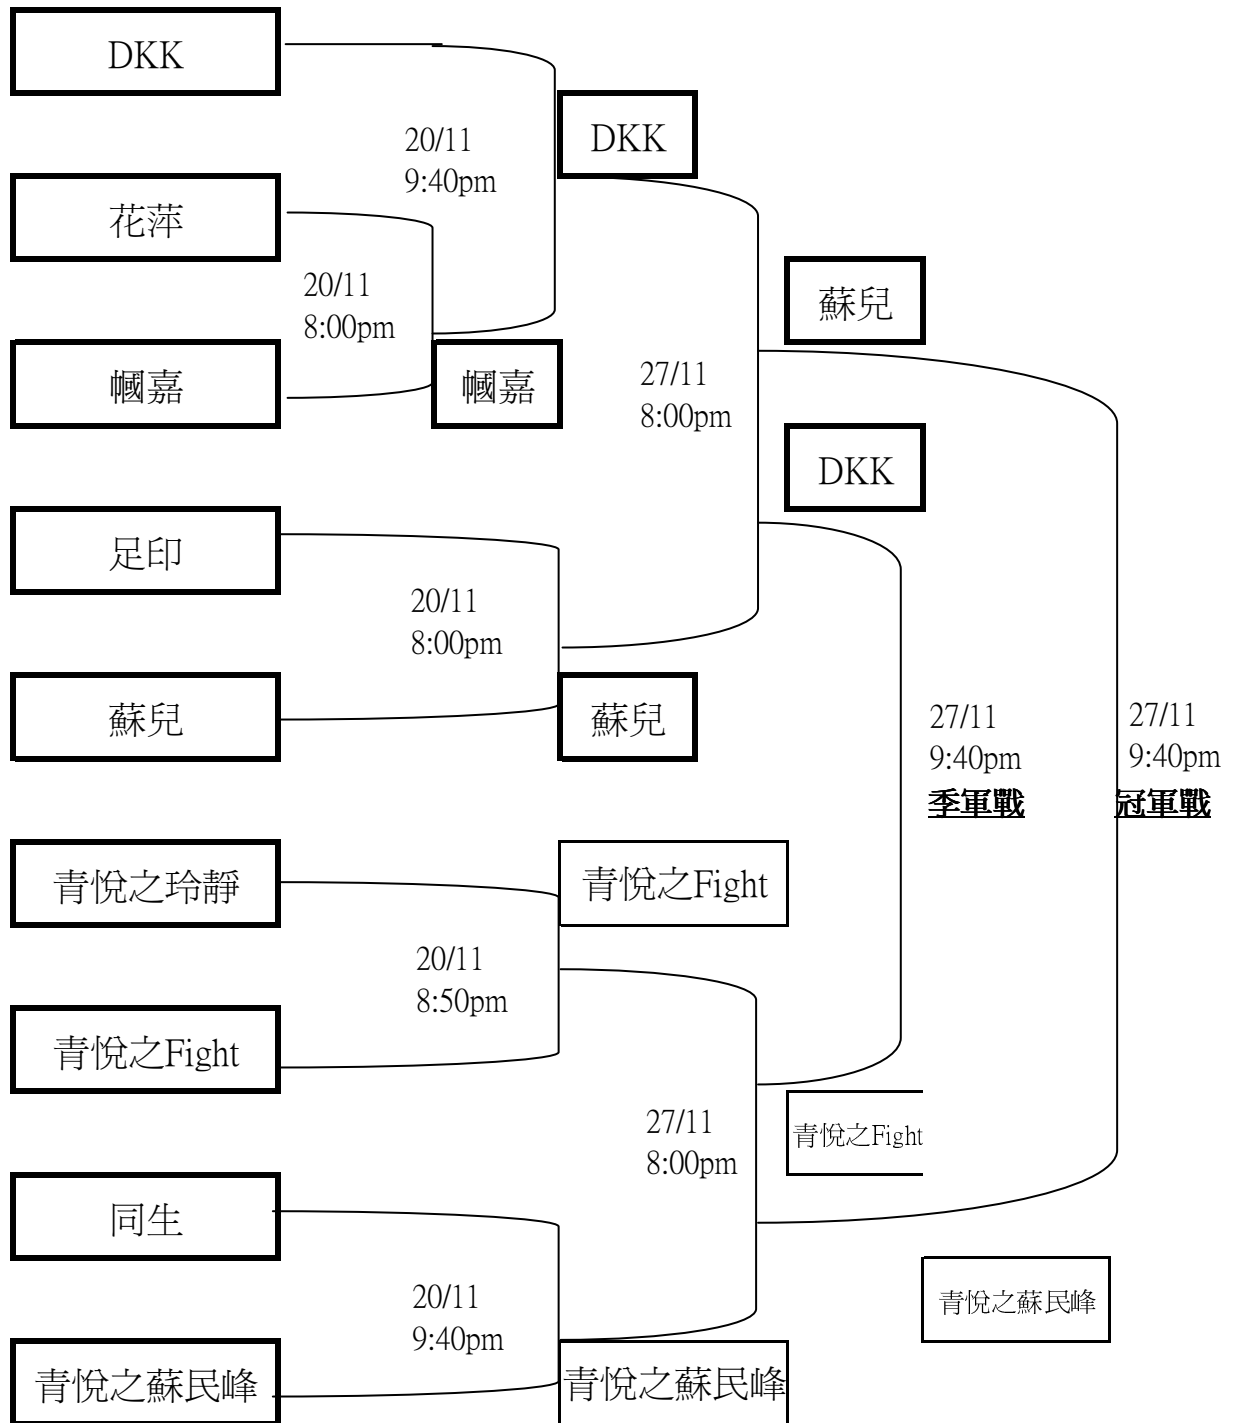 DKK
20/11
9:40pm
DKK
花萍
20/11
8:00pm
蘇兒
幗嘉
幗嘉
27/11
8:00pm
DKK
足印
20/11
8:00pm
蘇兒
蘇兒
27/11
9:40pm
季軍戰
27/11
9:40pm
冠軍戰
青悅之玲靜
青悅之Fight
20/11
8:50pm
青悅之Fight
27/11
8:00pm
青悅之Fight
同生
20/11
9:40pm
青悅之蘇民峰
青悅之蘇民峰
青悅之蘇民峰